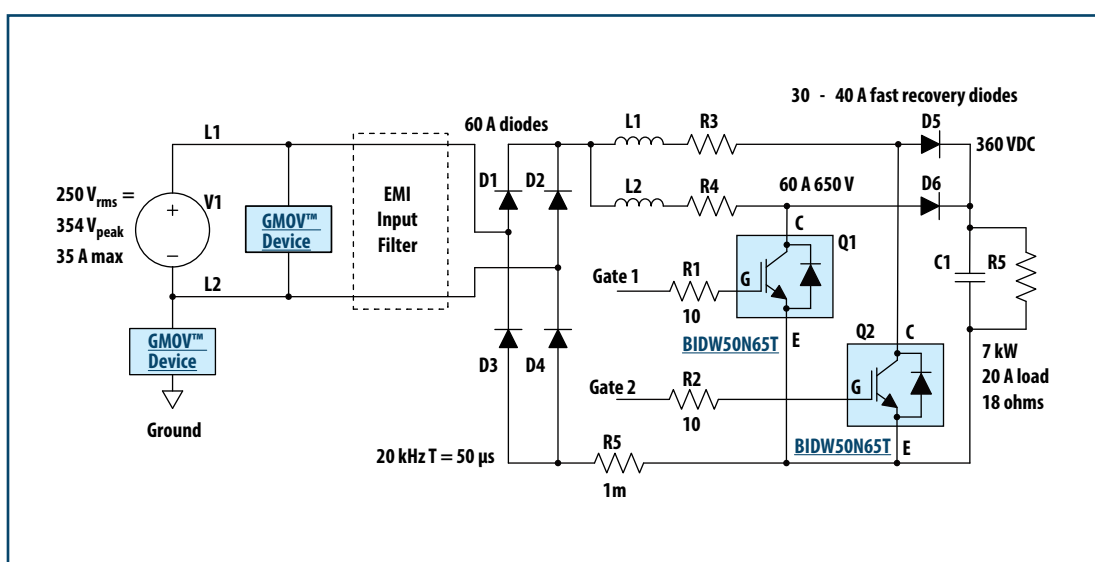 30 - 40 A fast recovery diodes
L1
60 A diodes
L1
R3
D5
360 VDC
D1
D2
L2
R4
60 A 650 V
D6
250 Vrms =
354 Vpeak
35 A max
V1
+
−
GMOV™
Device
EMI
Input
Filter
C
Q1
C1
R5
Gate 1
R1
G
10
L2
GMOV™
Device
BIDW50N65T
E
Q2
C
D3
D4
7 kW
20 A load
18 ohms
Gate 2
R2
G
10
Ground
BIDW50N65T
E
20 kHz T = 50 µs
R5
1m